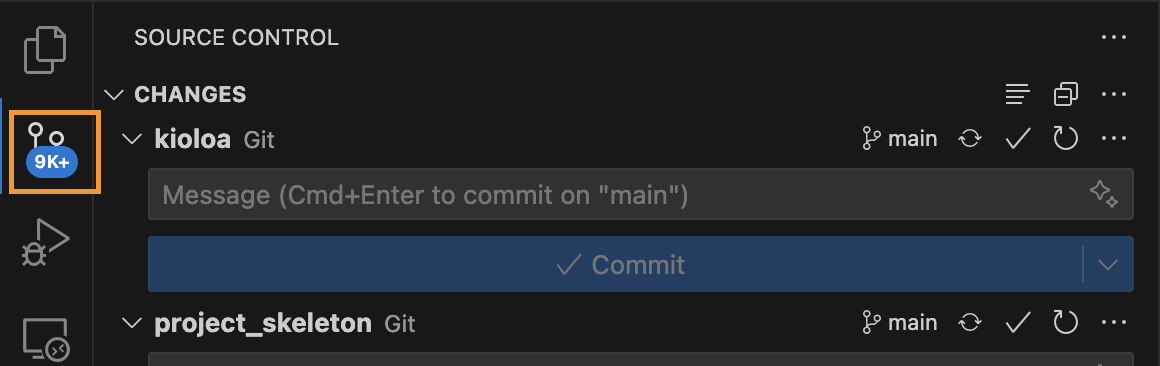 SOURCE CONTROL
CHANGES
9K+
kioloa Git main
Message (Cmd+Enter to commit on "main")
Commit
project_skeleton Git main